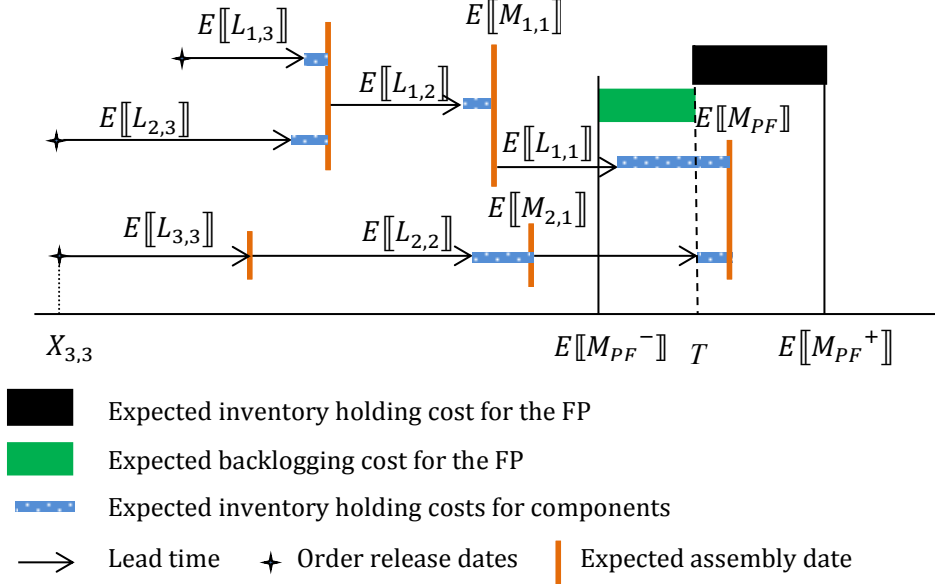 E⟦L1,3⟧
E⟦M1,1⟧
E⟦L1,2⟧
E⟦L2,3⟧
E⟦MPF⟧
E⟦L1,1⟧
E⟦M2,1⟧
E⟦L3,3⟧
E⟦L2,2⟧
X3,3
E⟦MPF−⟧
T
E⟦MPF+⟧
Expected inventory holding cost for the FP
Expected backlogging cost for the FP
Expected inventory holding costs for components
Lead time
Order release dates
Expected assembly date